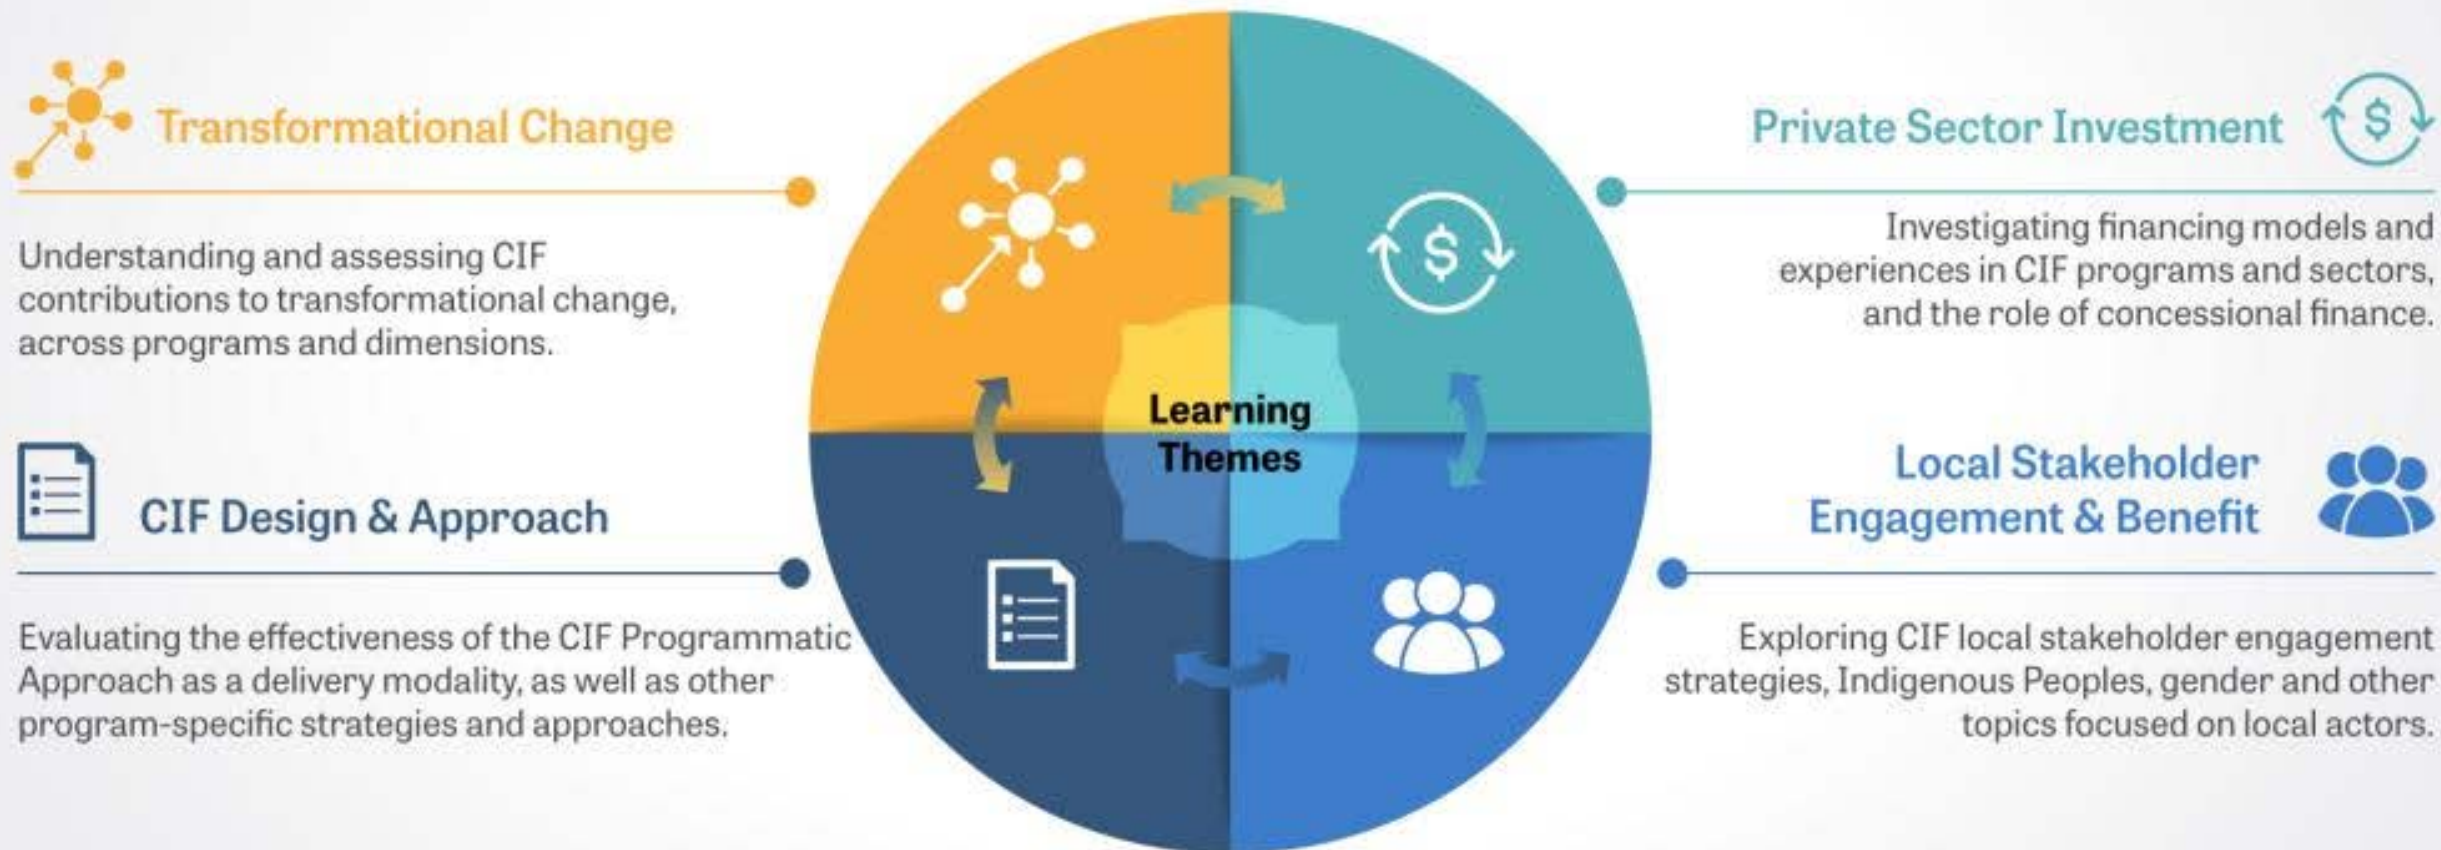 Transformational Change
Understanding and assessing CIF
contributions to transformational change,
across programs and dimensions.
CIF Design & Approach
Evaluating the effectiveness of the CIF Programmatic
Approach as a delivery modality, as well as other
program-specific strategies and approaches.
Learning
Themes
$
Private Sector Investment
$
Investigating financing models and
experiences in CIF programs and sectors,
and the role of concessional finance.
Local Stakeholder
Engagement & Benefit
Exploring CIF local stakeholder engagement
strategies, Indigenous Peoples, gender and other
topics focused on local actors.